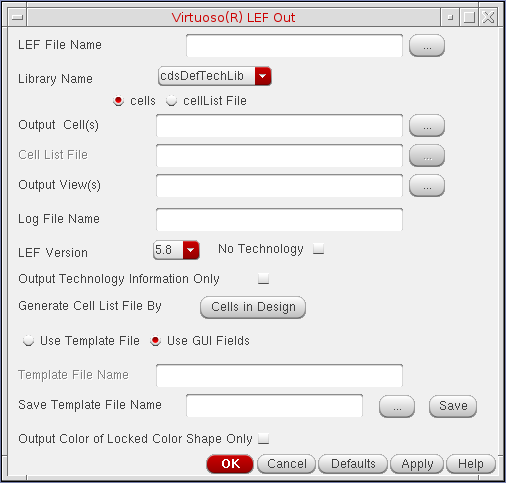 Virtuoso(R) LEF Out
LEF File Name ...
Library Name cdsDefTechLib
cells cellList File
Output Cell(s) ...
Cell List File ...
Output View(s) ...
Log File Name
LEF Version 5.8 No Technology
Output Technology Information Only
Generate Cell List File By Cells in Design
Use Template File Use GUI Fields
Template File Name
Save Template File Name ... Save
Output Color of Locked Color Shape Only
OK Cancel Defaults Apply Help